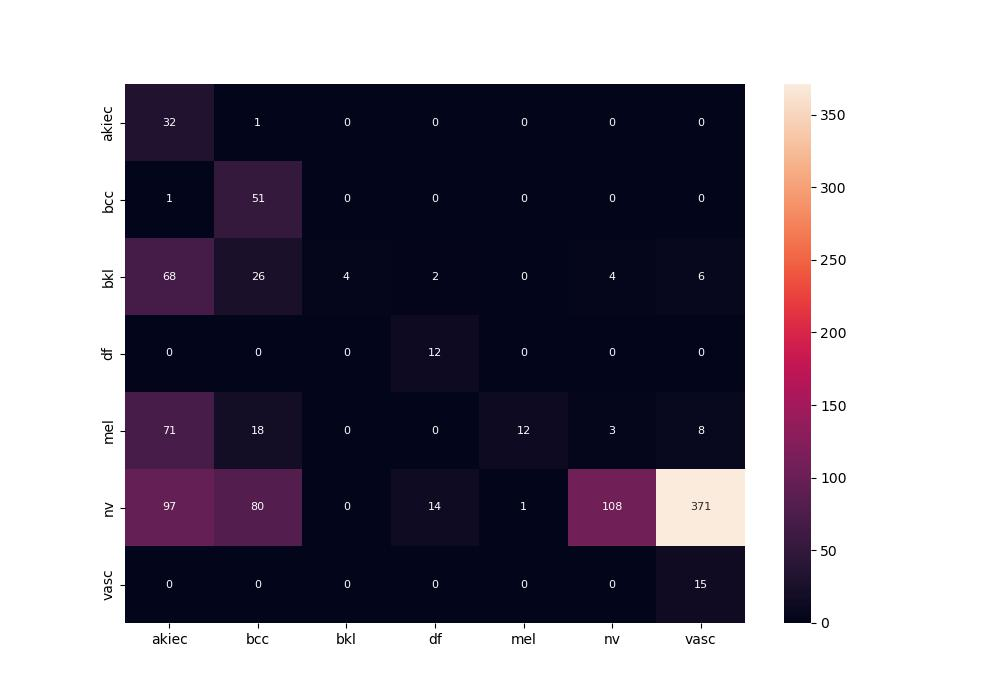 akiec 32 1 0 0 0 0 0
bcc 1 51 0 0 0 0 0
bkl 68 26 4 2 0 4 6
df 0 0 0 12 0 0 0
mel 71 18 0 0 12 3 8
nv 97 80 0 14 1 108 371
vasc 0 0 0 0 0 0 15
akiec bcc bkl df mel nv vasc
350
300
250
200
150
100
50
0